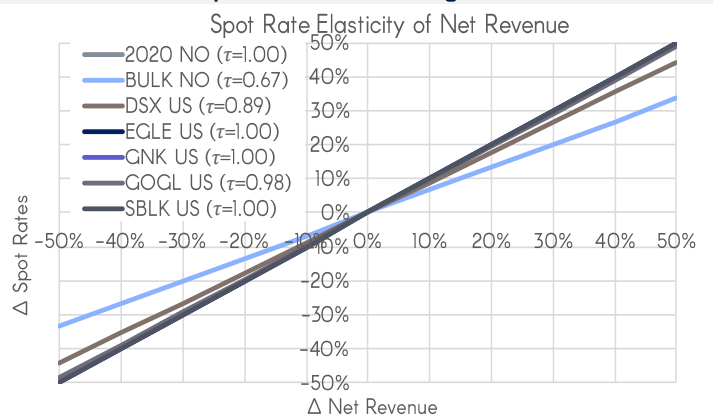 Spot Rate Elasticity of Net Revenue
2020 NO (τ=1.00)
BULK NO (τ=0.67)
DSX US (τ=0.89)
EGLE US (τ=1.00)
GNK US (τ=1.00)
GOGL US (τ=0.98)
SBLK US (τ=1.00)
50%
40%
30%
20%
10%
0%
-10%
-20%
-30%
-40%
-50%
-50% -40% -30% -20% -10% 0% 10% 20% 30% 40% 50%
Δ Spot Rates
Δ Net Revenue